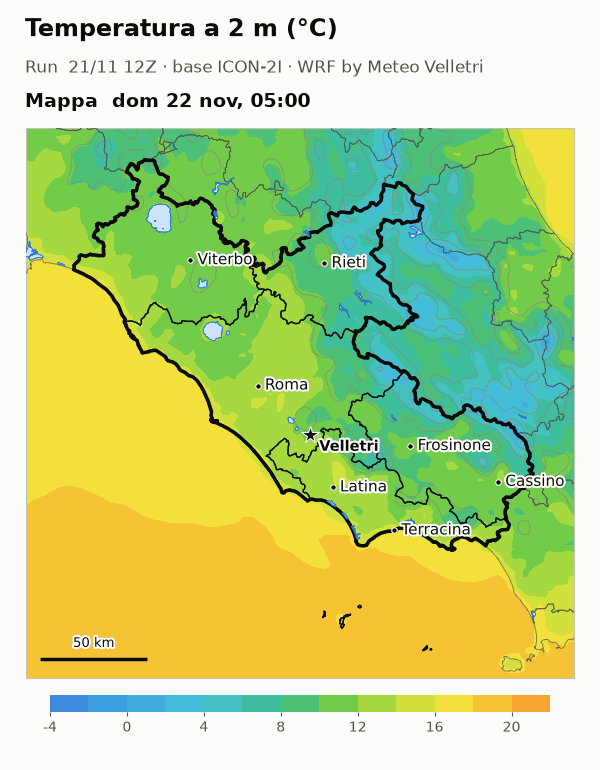 Temperatura a 2 m (°C)
Run  21/11 12Z · base ICON-2I · WRF by Meteo Velletri
Mappa  dom 22 nov, 05:00
Viterbo
Rieti
Roma
Velletri
Frosinone
Cassino
Latina
Terracina
50 km
-4 0 4 8 12 16 20